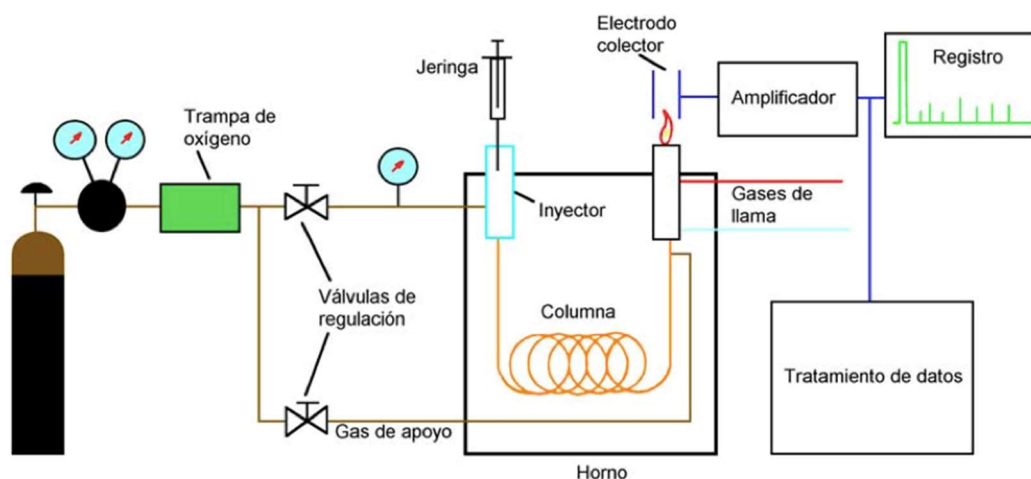 Electrodo
colector
Jeringa
Registro
Amplificador
Trampa de
oxígeno
Gases de
llama
Inyector
Válvulas de
regulación
Columna
Tratamiento de datos
Gas de apoyo
Horno